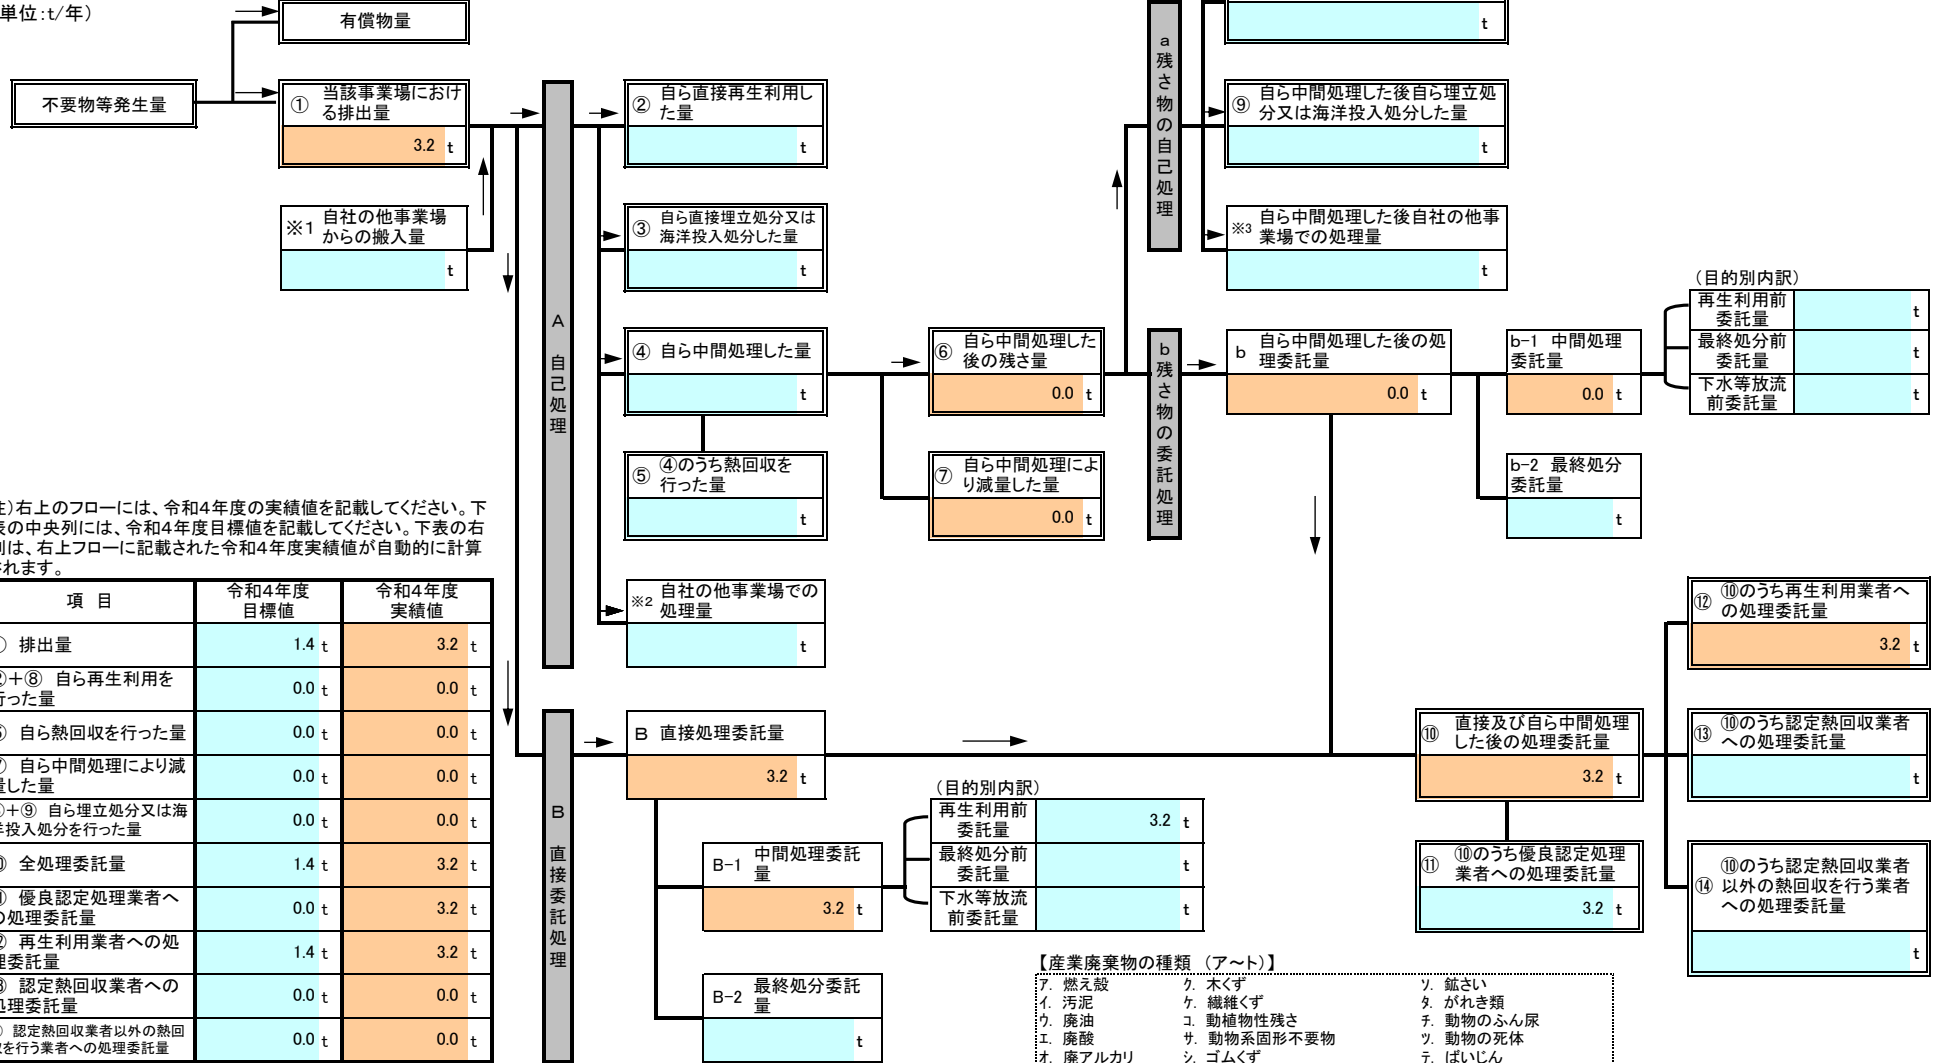 単位:t/年)
有償物量
不要物等発生量
① 当該事業場におけ
る排出量
3.2 t
※1 自社の他事業場
からの搬入量
t
A 自己処理
② 自ら直接再生利用し
た量
t
③ 自ら直接埋立処分又は
海洋投入処分した量
t
④ 自ら中間処理した量
t
⑤ ④のうち熱回収を
行った量
t
※2 自社の他事業場での
処理量
t
⑥ 自ら中間処理した
後の残さ量
0.0 t
⑦ 自ら中間処理によ
り減量した量
0.0 t
a 残さ物の自己処理
t
⑨ 自ら中間処理した後自ら埋立処
分又は海洋投入処分した量
t
※3 自ら中間処理した後自社の他事
業場での処理量
t
b 残さ物の委託処理
b 自ら中間処理した後の処
理委託量
0.0 t
b-1 中間処理
委託量
0.0 t
b-2 最終処分
委託量
t
(目的別内訳)
再生利用前
委託量
t
最終処分前
委託量
t
下水等放流
前委託量
t
注)右上のフローには、令和4年度の実績値を記載してください。下
表の中央列には、令和4年度目標値を記載してください。下表の右
列は、右上フローに記載された令和4年度実績値が自動的に計算
されます。
項 目 令和4年度 目標値 令和4年度 実績値
排出量 1.4 t 3.2 t
②+⑧ 自ら再生利用を
行った量 0.0 t 0.0 t
自ら熱回収を行った量 0.0 t 0.0 t
⑦ 自ら中間処理により減
量した量 0.0 t 0.0 t
+⑨ 自ら埋立処分又は海
洋投入処分を行った量 0.0 t 0.0 t
全処理委託量 1.4 t 3.2 t
優良認定処理業者へ
の処理委託量 0.0 t 3.2 t
再生利用業者への処
理委託量 1.4 t 3.2 t
認定熱回収業者への
処理委託量 0.0 t 0.0 t
認定熱回収業者以外の熱回
収を行う業者への処理委託量 0.0 t 0.0 t
B 直接委託処理
B 直接処理委託量
3.2 t
B-1 中間処理委託
量
3.2 t
B-2 最終処分委託
量
t
(目的別内訳)
再生利用前
委託量
3.2 t
最終処分前
委託量
t
下水等放流
前委託量
t
⑩ 直接及び自ら中間処理
した後の処理委託量
3.2 t
⑪ ⑩のうち優良認定処理
業者への処理委託量
3.2 t
⑫ ⑩のうち再生利用業者へ
の処理委託量
3.2 t
⑬ ⑩のうち認定熱回収業者
への処理委託量
t
⑭ ⑩のうち認定熱回収業者
以外の熱回収を行う業者
への処理委託量
t
【産業廃棄物の種類 (ア~ト)】
ア. 燃え殻 ク. 木くず ソ. 鉱さい
イ. 汚泥 ケ. 繊維くず タ. がれき類
ウ. 廃油 コ. 動植物性残さ チ. 動物のふん尿
エ. 廃酸 サ. 動物系固形不要物 ツ. 動物の死体
オ. 廃アルカリ シ. ゴムくず テ. ばいじん